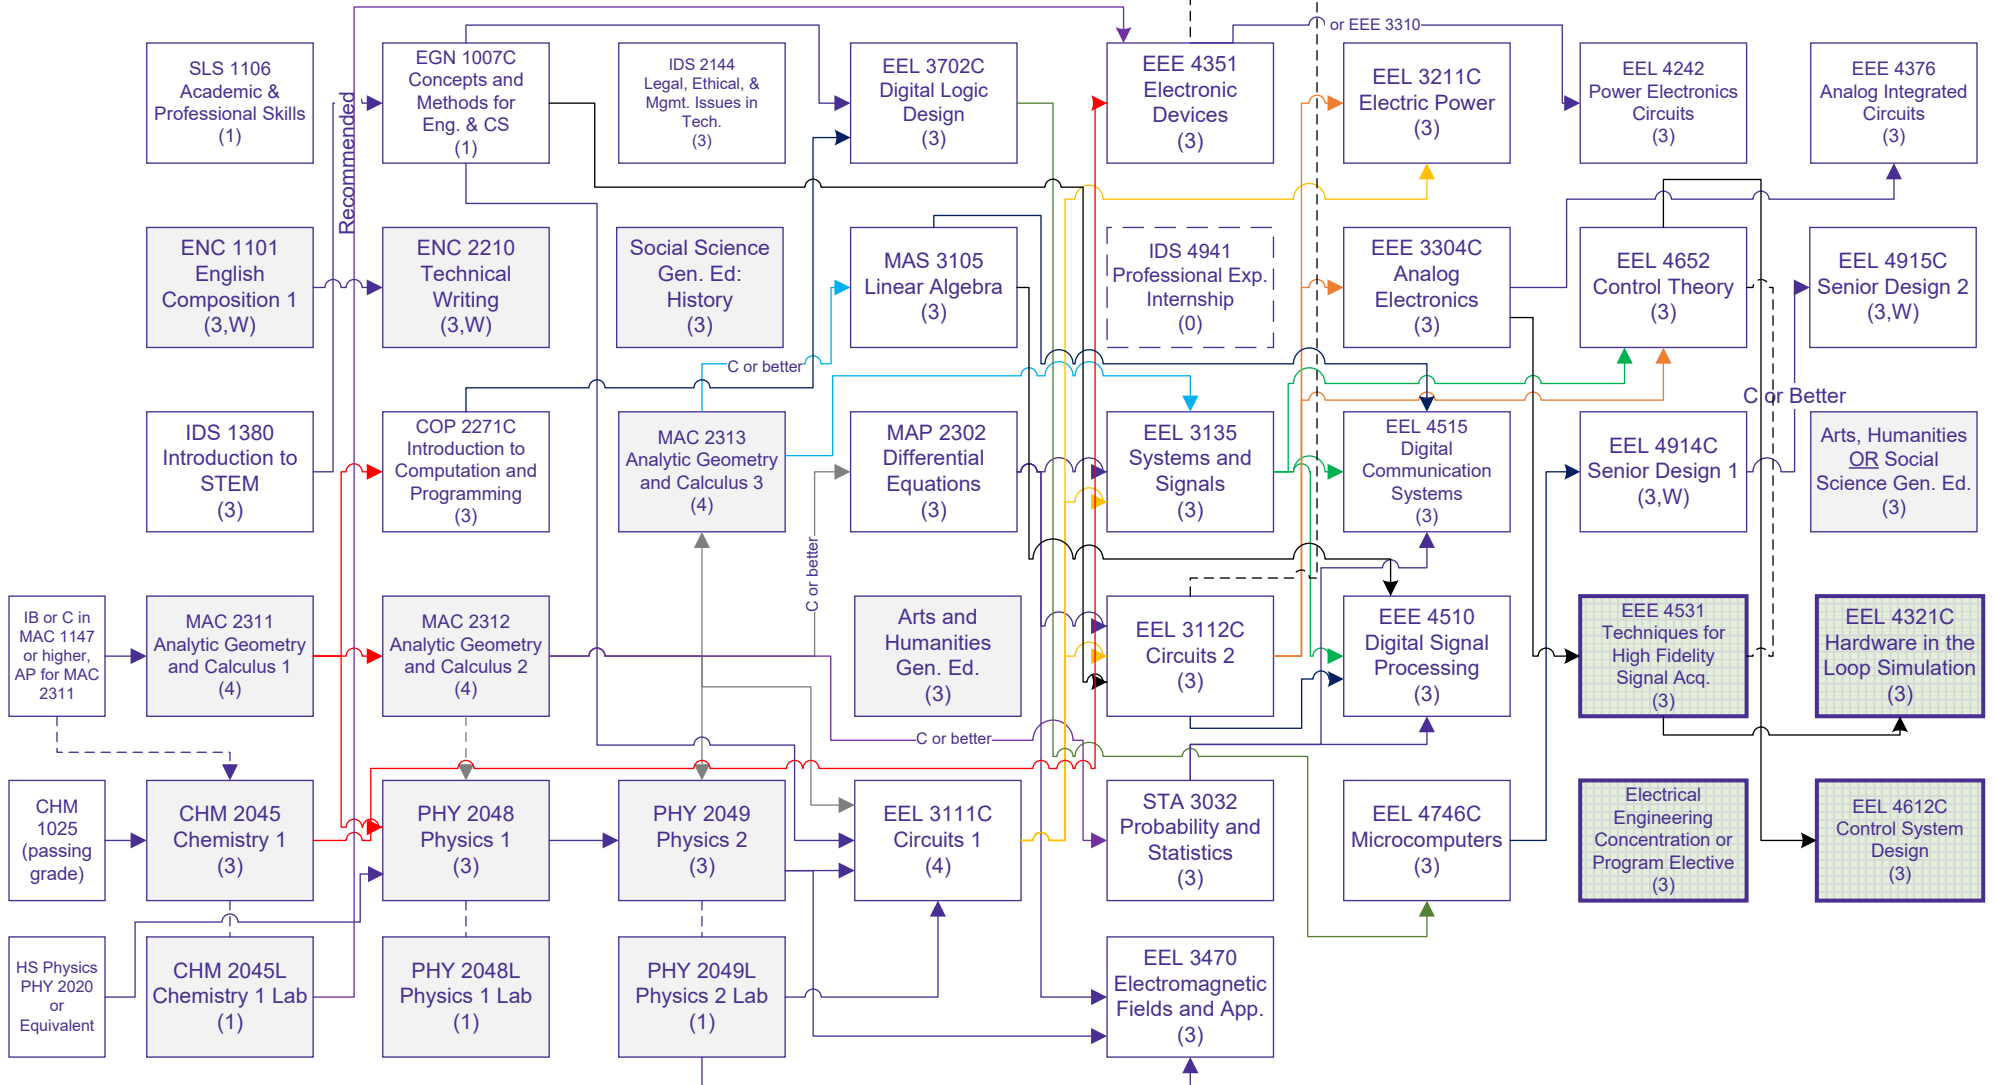 or EEE 3310
SLS 1106
Academic &
Professional Skills
(1)
EGN 1007C
Concepts and
Methods for
Eng. & CS
(1)
IDS 2144
Legal, Ethical, &
Mgmt. Issues in
Tech.
(3)
EEL 3702C
Digital Logic
Design
(3)
EEE 4351
Electronic
Devices
(3)
EEL 3211C
Electric Power
(3)
EEL 4242
Power Electronics
Circuits
(3)
EEE 4376
Analog Integrated
Circuits
(3)
Recommended
ENC 1101
English
Composition 1
(3,W)
ENC 2210
Technical
Writing
(3,W)
Social Science
Gen. Ed:
History
(3)
MAS 3105
Linear Algebra
(3)
IDS 4941
Professional Exp.
Internship
(0)
EEE 3304C
Analog
Electronics
(3)
EEL 4652
Control Theory
(3)
EEL 4915C
Senior Design 2
(3,W)
C or better
C or Better
IDS 1380
Introduction to
STEM
(3)
COP 2271C
Introduction to
Computation and
Programming
(3)
MAC 2313
Analytic Geometry
and Calculus 3
(4)
MAP 2302
Differential
Equations
(3)
EEL 3135
Systems and
Signals
(3)
EEL 4515
Digital
Communication
Systems
(3)
EEL 4914C
Senior Design 1
(3,W)
Arts, Humanities
OR Social
Science Gen. Ed.
(3)
C or better
IB or C in
MAC 1147
or higher,
AP for MAC
2311
MAC 2311
Analytic Geometry
and Calculus 1
(4)
MAC 2312
Analytic Geometry
and Calculus 2
(4)
Arts and
Humanities
Gen. Ed.
(3)
EEL 3112C
Circuits 2
(3)
EEE 4510
Digital Signal
Processing
(3)
EEE 4531
Techniques for
High Fidelity
Signal Acq.
(3)
EEL 4321C
Hardware in the
Loop Simulation
(3)
C or better
CHM
1025
(passing
grade)
CHM 2045
Chemistry 1
(3)
PHY 2048
Physics 1
(3)
PHY 2049
Physics 2
(3)
EEL 3111C
Circuits 1
(4)
STA 3032
Probability and
Statistics
(3)
EEL 4746C
Microcomputers
(3)
Electrical
Engineering
Concentration or
Program Elective
(3)
EEL 4612C
Control System
Design
(3)
HS Physics
PHY 2020
or
Equivalent
CHM 2045L
Chemistry 1 Lab
(1)
PHY 2048L
Physics 1 Lab
(1)
PHY 2049L
Physics 2 Lab
(1)
EEL 3470
Electromagnetic
Fields and App.
(3)